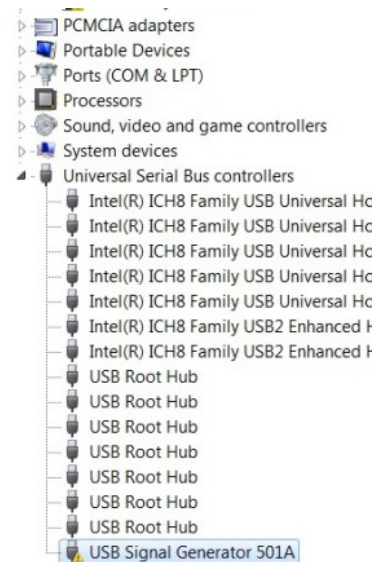 PCMCIA adapters
Portable Devices
Ports (COM & LPT)
Processors
Sound, video and game controllers
System devices
Universal Serial Bus controllers
Intel(R) ICH8 Family USB Universal Ho
Intel(R) ICH8 Family USB Universal Ho
Intel(R) ICH8 Family USB Universal Ho
Intel(R) ICH8 Family USB Universal Ho
Intel(R) ICH8 Family USB Universal Ho
Intel(R) ICH8 Family USB2 Enhanced H
Intel(R) ICH8 Family USB2 Enhanced H
USB Root Hub
USB Root Hub
USB Root Hub
USB Root Hub
USB Root Hub
USB Root Hub
USB Root Hub
USB Signal Generator 501A